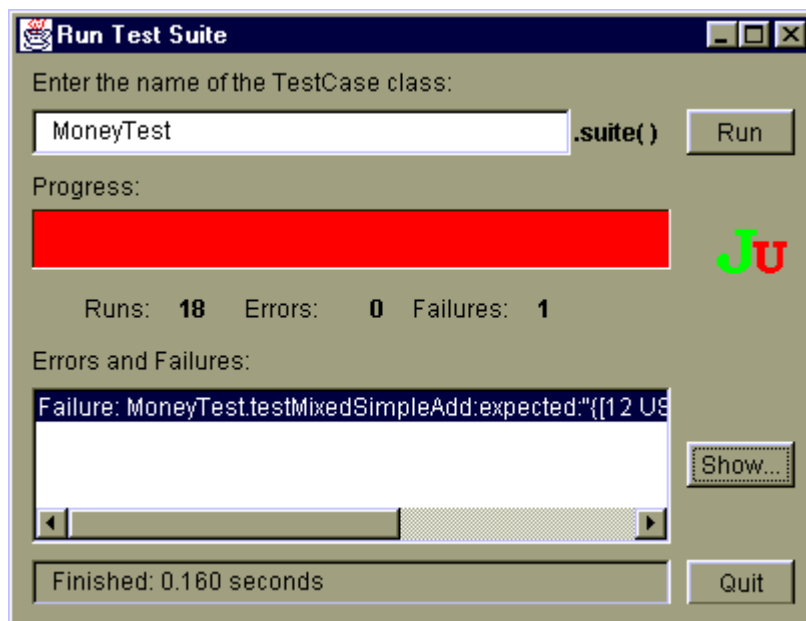 Run Test Suite
Enter the name of the TestCase class:
MoneyTest .suite( ) Run
Progress:
JU
Runs: 18 Errors: 0 Failures: 1
Errors and Failures:
Failure: MoneyTest.testMixedSimpleAdd:expected:"{[12 US
Show...
Finished: 0.160 seconds Quit